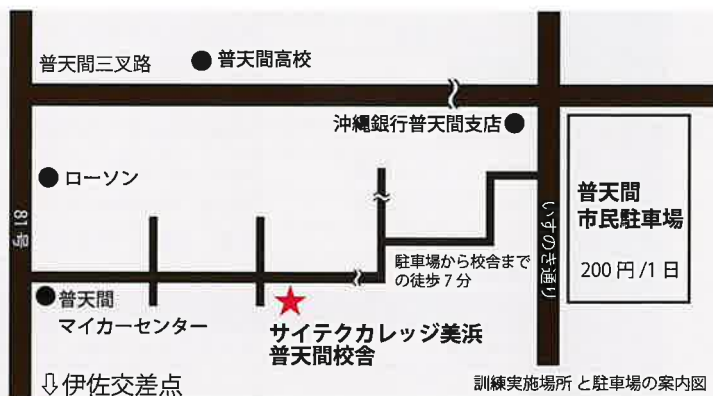 普天間三叉路
普天間高校
沖縄銀行普天間支店
ローソン
普天間
市民駐車場
200円/1日
81号
いすのき通り
駐車場から校舎まで
の徒歩7分
普天間
マイカーセンター
サイテクカレッジ美浜
普天間校舎
⇩伊佐交差点
訓練実施場所と駐車場の案内図